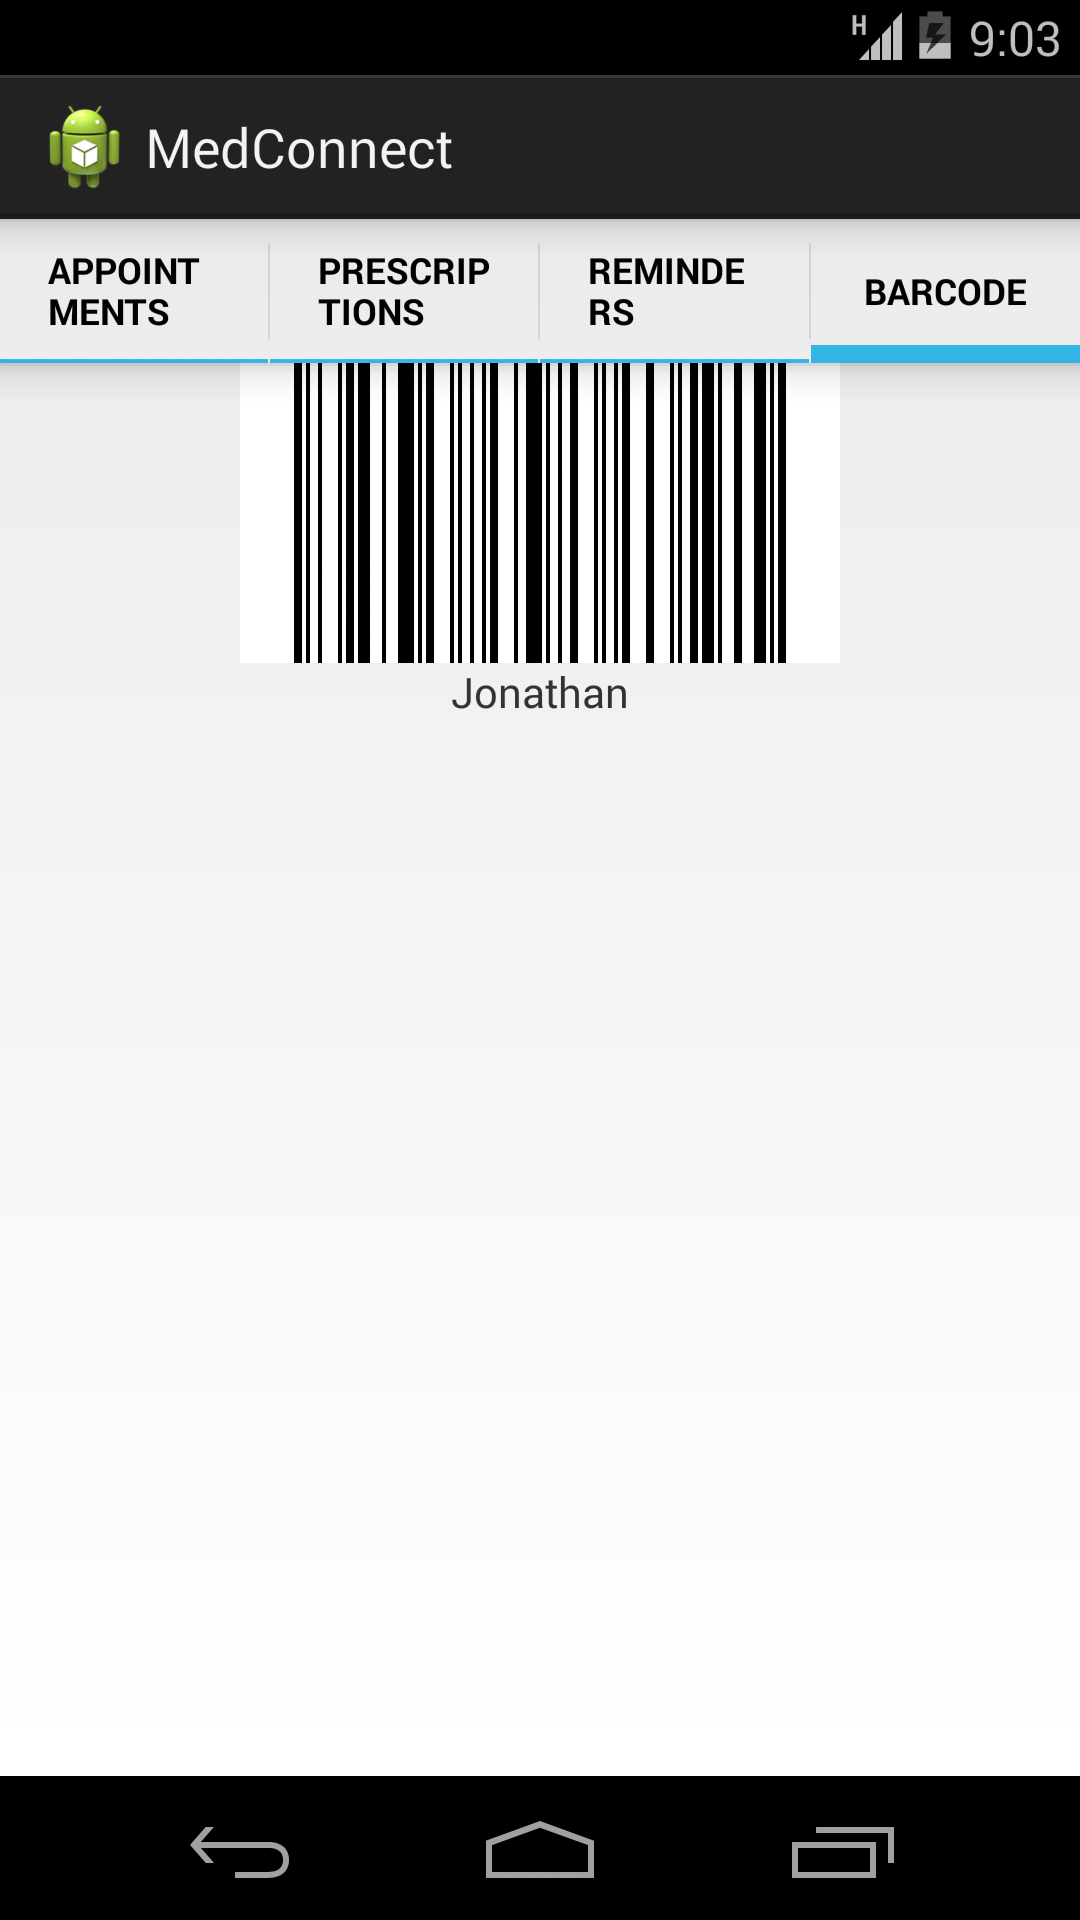 H 9:03
MedConnect
APPOINT
MENTS
PRESCRIP
TIONS
REMINDE
RS
BARCODE
Jonathan